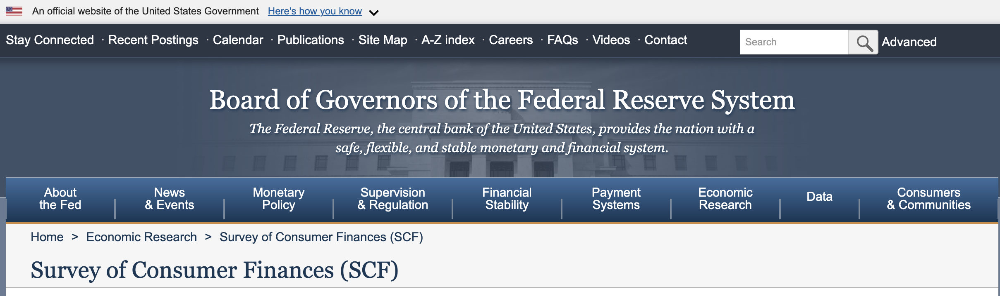 An official website of the United States Government Here's how you know
Stay Connected · Recent Postings · Calendar · Publications · Site Map · A-Z index · Careers · FAQs · Videos · Contact Search Advanced
Board of Governors of the Federal Reserve System
The Federal Reserve, the central bank of the United States, provides the nation with a
safe, flexible, and stable monetary and financial system.
About
the Fed
News
& Events
Monetary
Policy
Supervision
& Regulation
Financial
Stability
Payment
Systems
Economic
Research
Data
Consumers
& Communities
Home > Economic Research > Survey of Consumer Finances (SCF)
Survey of Consumer Finances (SCF)